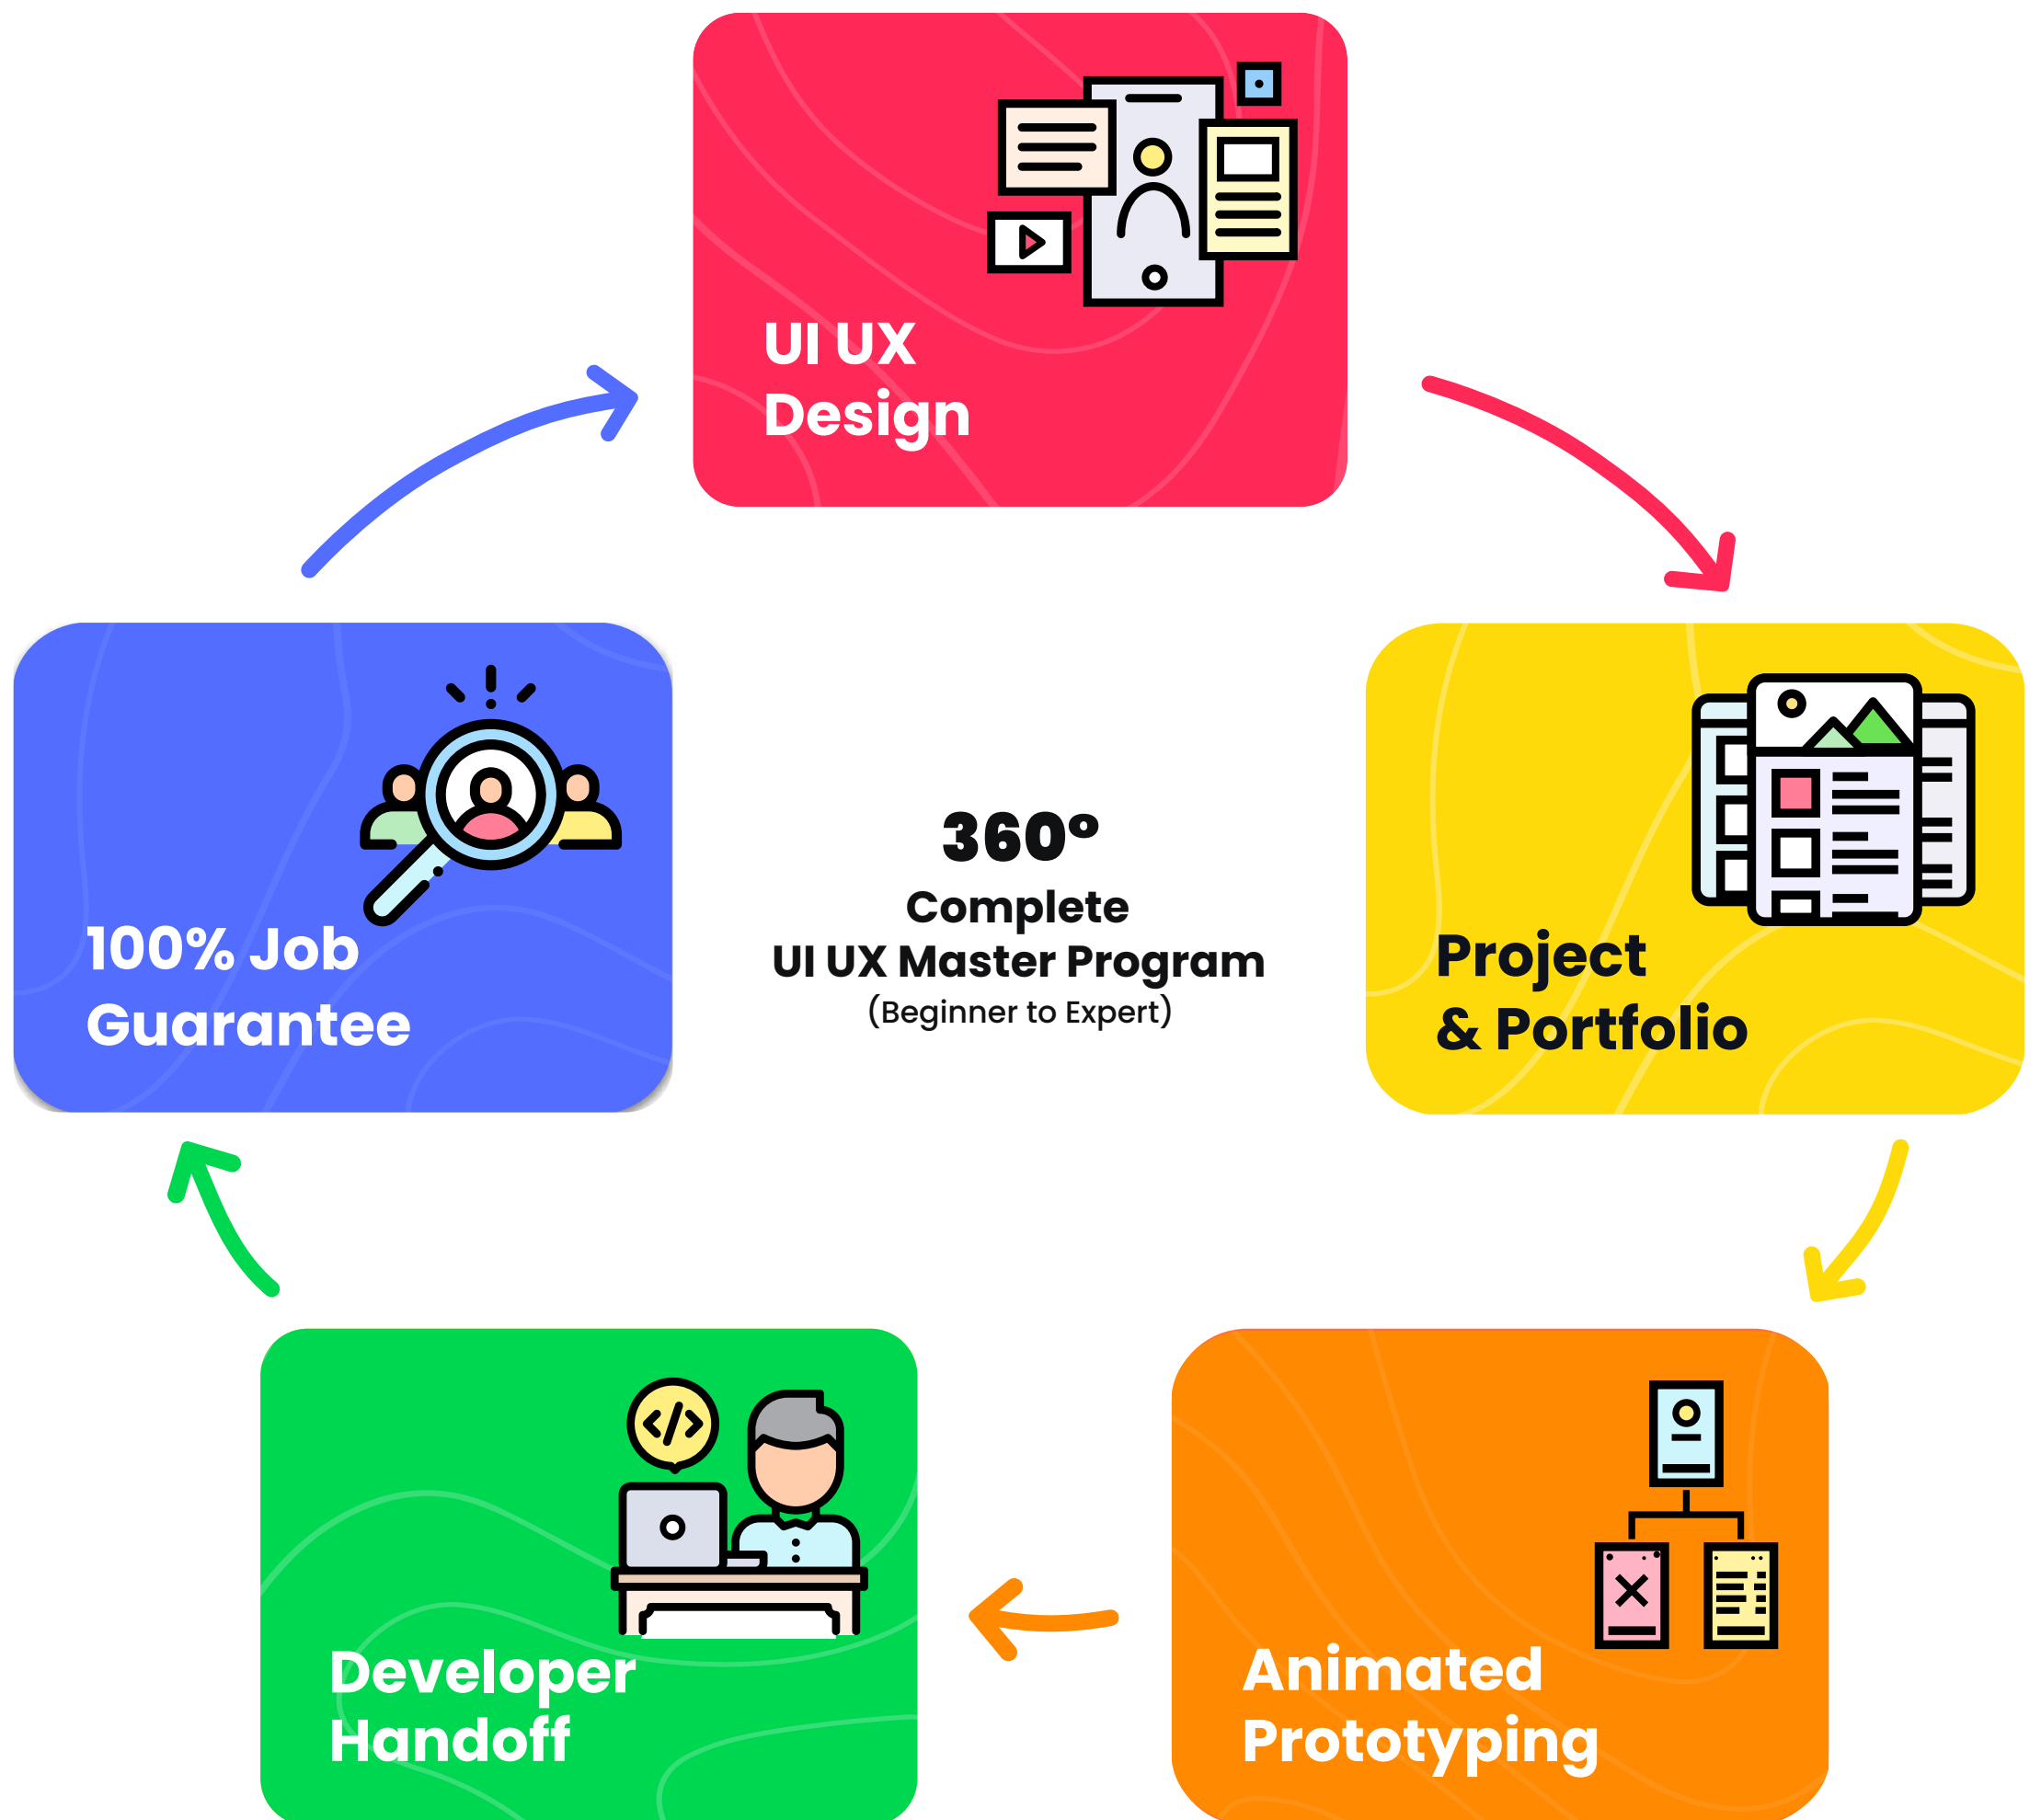 UI UX
Design
100% Job
Guarantee
360°
Complete
UI UX Master Program
(Beginner to Expert)
Project
& Portfolio
Developer
Handoff
Animated
Prototyping